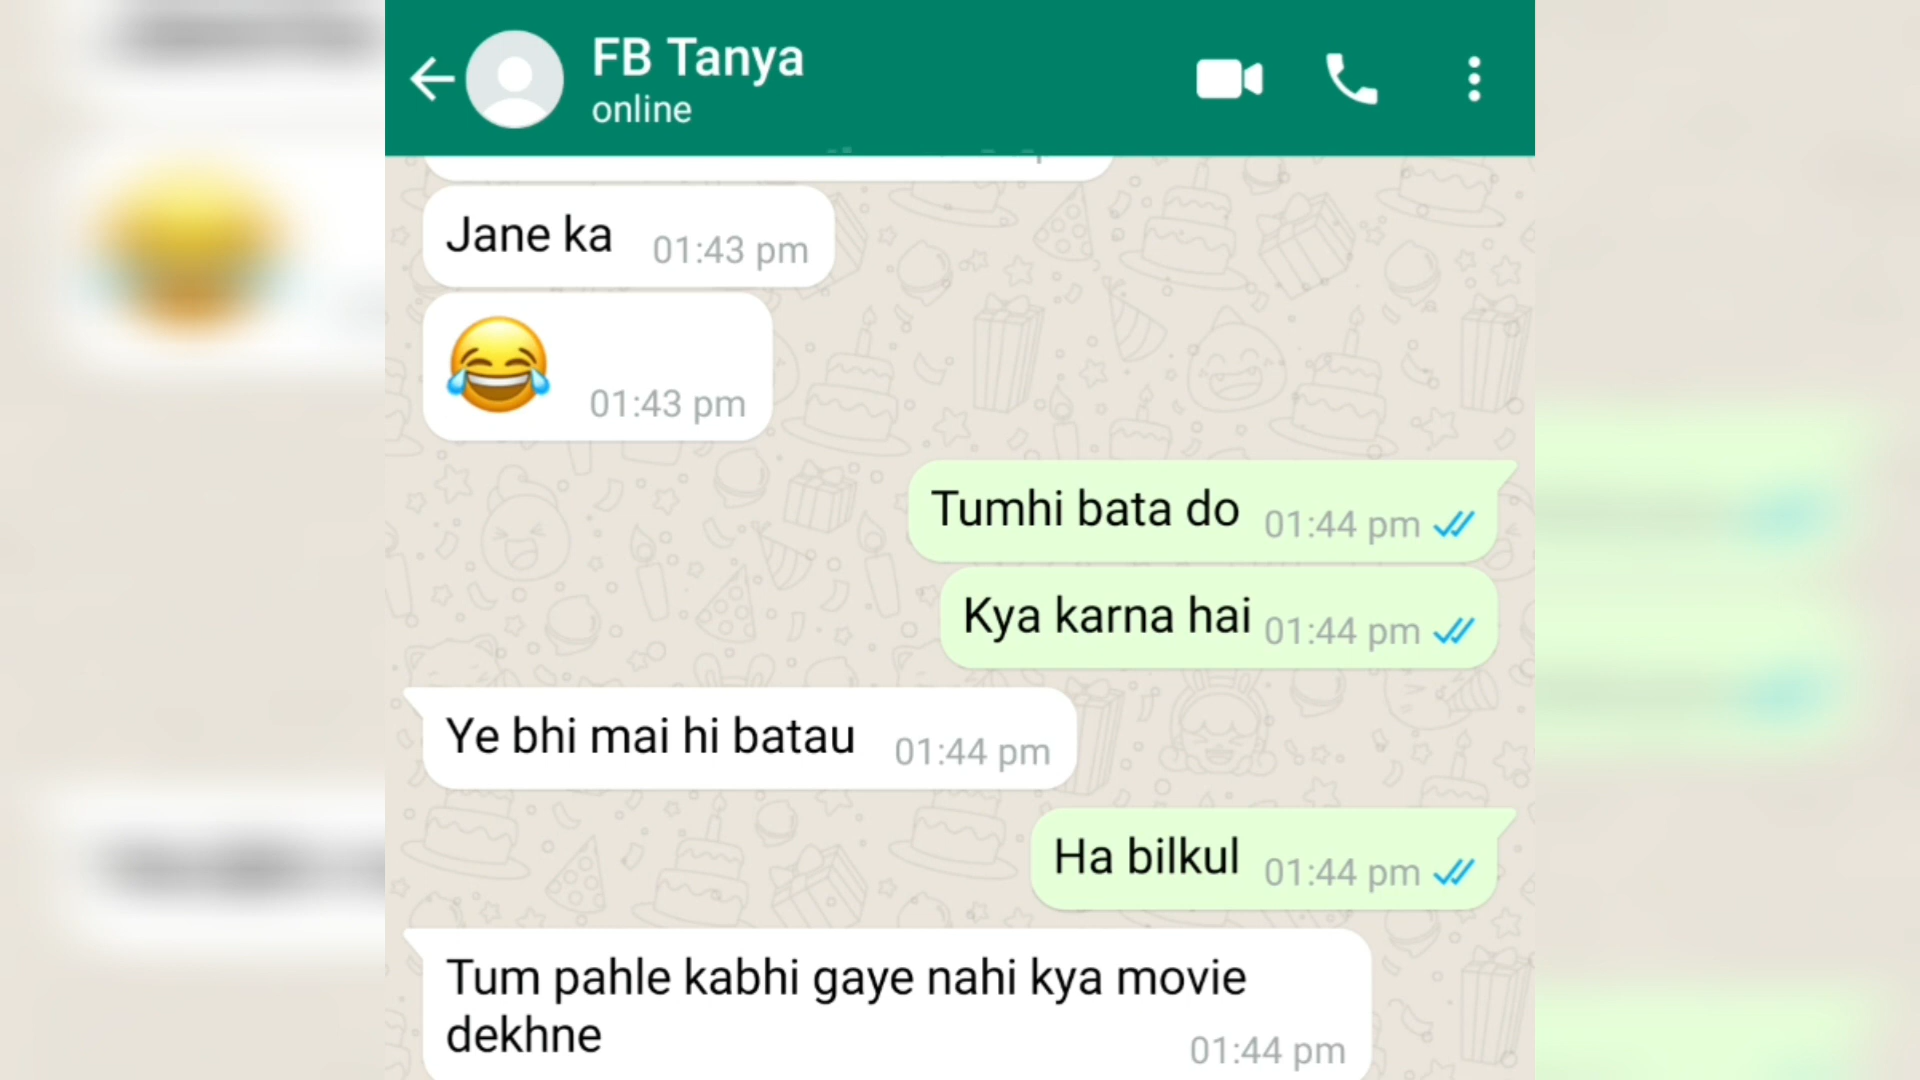 FB Tanya
online
Jane ka 01:43 pm
😂 01:43 pm
Tumhi bata do 01:44 pm
Kya karna hai 01:44 pm
Ye bhi mai hi batau 01:44 pm
Ha bilkul 01:44 pm
Tum pahle kabhi gaye nahi kya movie
dekhne 01:44 pm